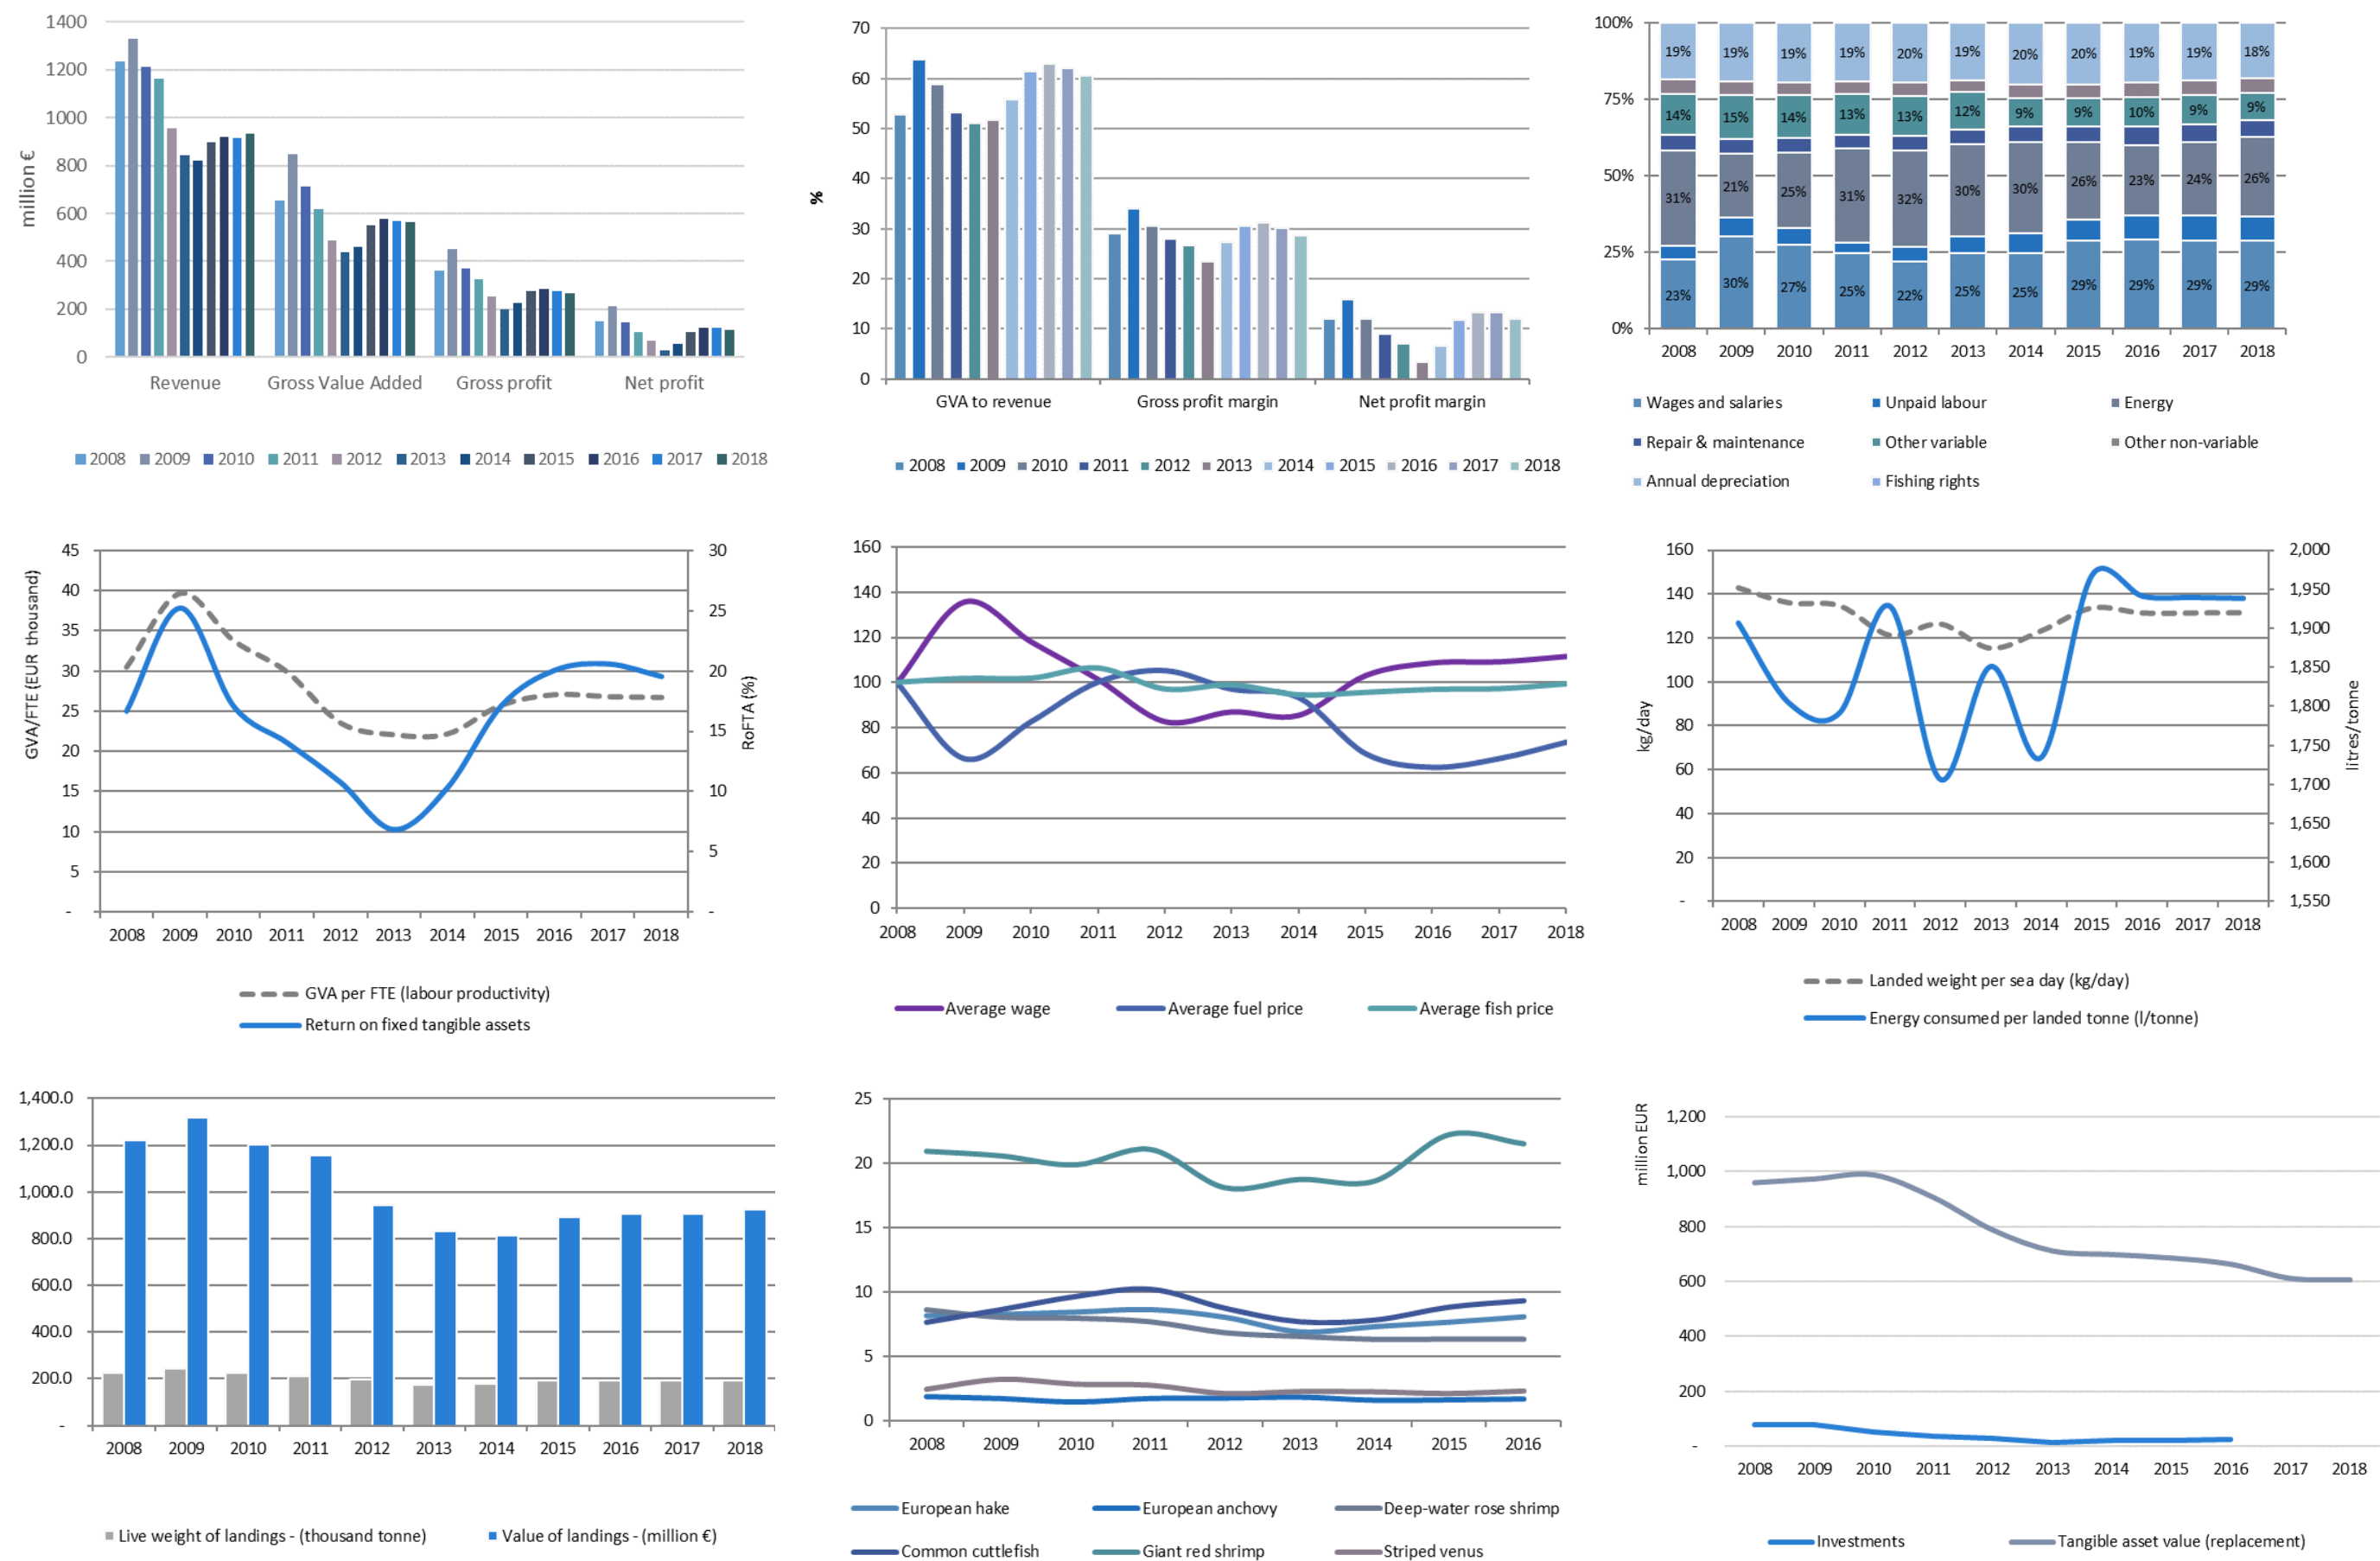 1400
1200
1000
800
600
400
200
0
million €
Revenue Gross Value Added Gross profit Net profit
2008 2009 2010 2011 2012 2013 2014 2015 2016 2017 2018
70
60
50
40
30
20
10
0
%
GVA to revenue Gross profit margin Net profit margin
2008 2009 2010 2011 2012 2013 2014 2015 2016 2017 2018
100%
75%
50%
25%
0%
19% 19% 19% 19% 20% 19% 20% 20% 19% 19% 18%
14% 15% 14% 13% 13% 12% 9% 9% 10% 9% 9%
31% 21% 25% 31% 32% 30% 30% 26% 23% 24% 26%
23% 30% 27% 25% 22% 25% 25% 29% 29% 29% 29%
2008 2009 2010 2011 2012 2013 2014 2015 2016 2017 2018
Wages and salaries Unpaid labour Energy
Repair & maintenance Other variable Other non-variable
Annual depreciation Fishing rights
45
40
35
30
25
20
15
10
5
-
GVA/FTE (EUR thousand)
30
25
20
15
10
5
-
RoFTA (%)
2008 2009 2010 2011 2012 2013 2014 2015 2016 2017 2018
GVA per FTE (labour productivity)
Return on fixed tangible assets
160
140
120
100
80
60
40
20
0
2008 2009 2010 2011 2012 2013 2014 2015 2016 2017 2018
Average wage Average fuel price Average fish price
160
140
120
100
80
60
40
20
-
kg/day
2,000
1,950
1,900
1,850
1,800
1,750
1,700
1,650
1,600
1,550
litres/tonne
2008 2009 2010 2011 2012 2013 2014 2015 2016 2017 2018
Landed weight per sea day (kg/day)
Energy consumed per landed tonne (l/tonne)
1,400.0
1,200.0
1,000.0
800.0
600.0
400.0
200.0
-
2008 2009 2010 2011 2012 2013 2014 2015 2016 2017 2018
Live weight of landings - (thousand tonne) Value of landings - (million €)
25
20
15
10
5
0
2008 2009 2010 2011 2012 2013 2014 2015 2016
European hake European anchovy Deep-water rose shrimp
Common cuttlefish Giant red shrimp Striped venus
million EUR
1,200
1,000
800
600
400
200
-
2008 2009 2010 2011 2012 2013 2014 2015 2016 2017 2018
Investments Tangible asset value (replacement)